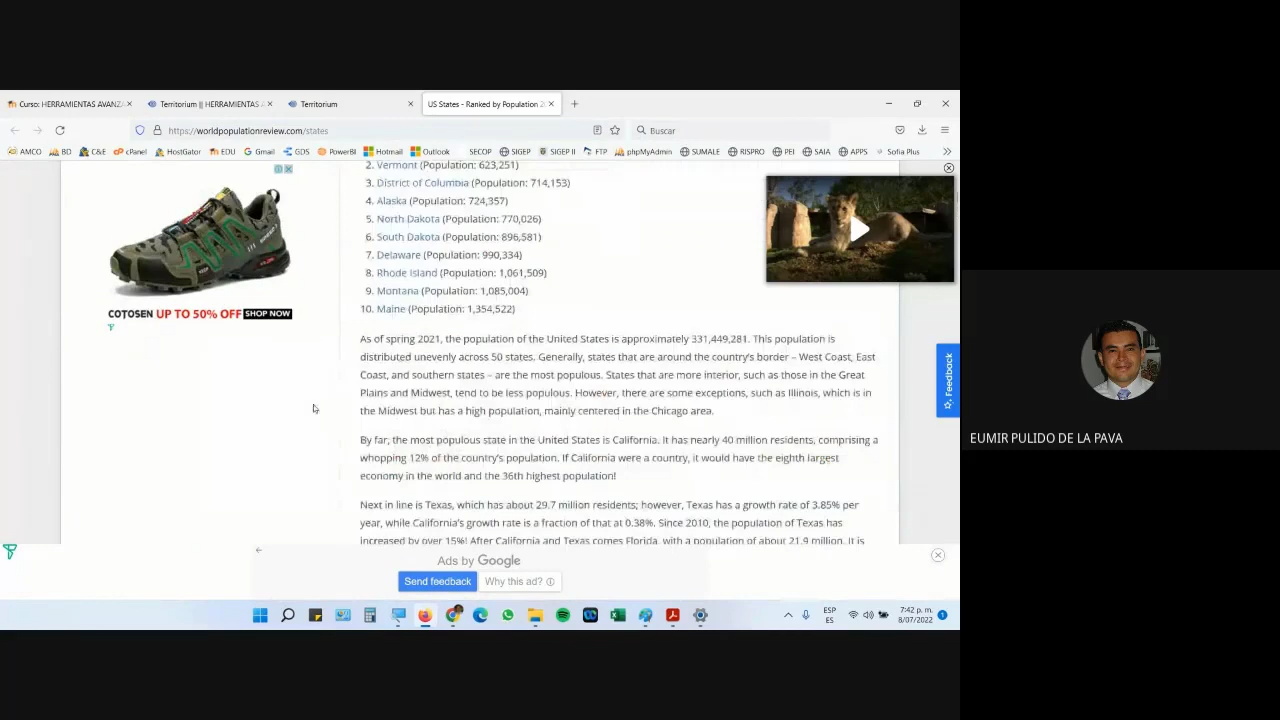 Curso: HERRAMIENTAS AVANZ
Territorium || HERRAMIENTAS A
Territorium
US States - Ranked by Population 2
https://worldpopulationreview.com/states
Buscar
AMCO BD C&E cPanel HostGator EDU Gmail GDS PowerBI Hotmail Outlook SECOP SIGEP SIGEP II FTP phpMyAdmin SUMALE RISPRO PEI SAIA APPS Sofia Plus
2. Vermont (Population: 623,251)
3. District of Columbia (Population: 714,153)
4. Alaska (Population: 724,357)
5. North Dakota (Population: 770,026)
6. South Dakota (Population: 896,581)
7. Delaware (Population: 990,334)
8. Rhode Island (Population: 1,061,509)
9. Montana (Population: 1,085,004)
10. Maine (Population: 1,354,522)
COTOSEN UP TO 50% OFF SHOP NOW
As of spring 2021, the population of the United States is approximately 331,449,281. This population is
distributed unevenly across 50 states. Generally, states that are around the country's border – West Coast, East
Coast, and southern states – are the most populous. States that are more interior, such as those in the Great
Plains and Midwest, tend to be less populous. However, there are some exceptions, such as Illinois, which is in
the Midwest but has a high population, mainly centered in the Chicago area.
By far, the most populous state in the United States is California. It has nearly 40 million residents, comprising a
whopping 12% of the country's population. If California were a country, it would have the eighth largest
economy in the world and the 36th highest population!
Next in line is Texas, which has about 29.7 million residents; however, Texas has a growth rate of 3.85% per
year, while California's growth rate is a fraction of that at 0.38%. Since 2010, the population of Texas has
increased by over 15%! After California and Texas comes Florida, with a population of about 21.9 million. It is
Feedback
Ads by Google
Send feedback
Why this ad?
ESP
ES
7:42 p. m.
8/07/2022
EUMIR PULIDO DE LA PAVA